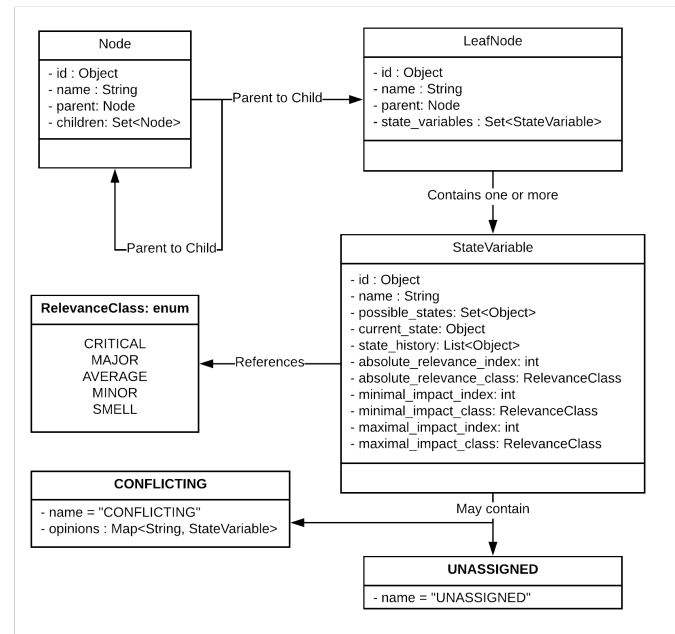 Node
- id : Object
- name : String
- parent: Node
- children: Set<Node>
Parent to Child
LeafNode
- id : Object
- name : String
- parent: Node
- state_variables : Set<StateVariable>
Parent to Child
Contains one or more
StateVariable
- id : Object
- name : String
- possible_states: Set<Object>
- current_state: Object
- state_history: List<Object>
- absolute_relevance_index: int
- absolute_relevance_class: RelevanceClass
- minimal_impact_index: int
- minimal_impact_class: RelevanceClass
- maximal_impact_index: int
- maximal_impact_class: RelevanceClass
RelevanceClass: enum
CRITICAL
MAJOR
AVERAGE
MINOR
SMELL
References
CONFLICTING
- name = "CONFLICTING"
- opinions : Map<String, StateVariable>
May contain
UNASSIGNED
- name = "UNASSIGNED"